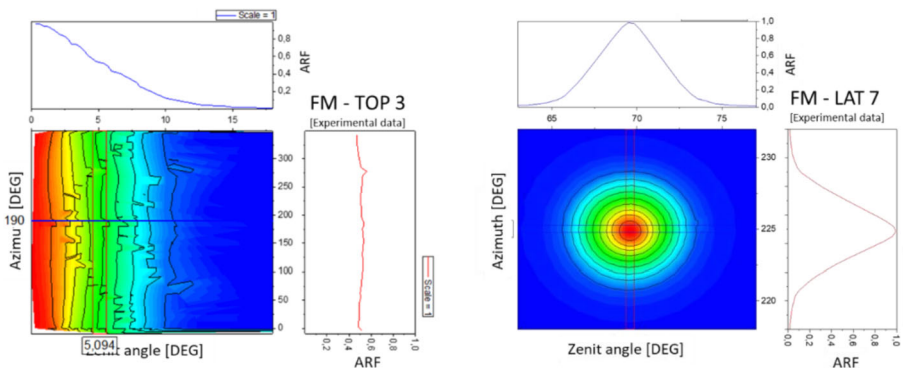 Scale = 1
1,0
0,8
0,6
0,4
0,2
ARF
0 5 10 15
FM - TOP 3
[Experimental data]
Azimu [DEG]
300
250
200
190
150
100
50
0
5,094
Zenit angle [DEG]
0,2 0,4 0,6 0,8 1,0
ARF
Scale = 1
1,0
0,8
0,6
0,4
0,2
0,0
ARF
65 70 75
FM - LAT 7
[Experimental data]
Azimuth [DEG]
230
225
220
Zenit angle [DEG]
0,0 0,2 0,4 0,6 0,8 1,0
ARF